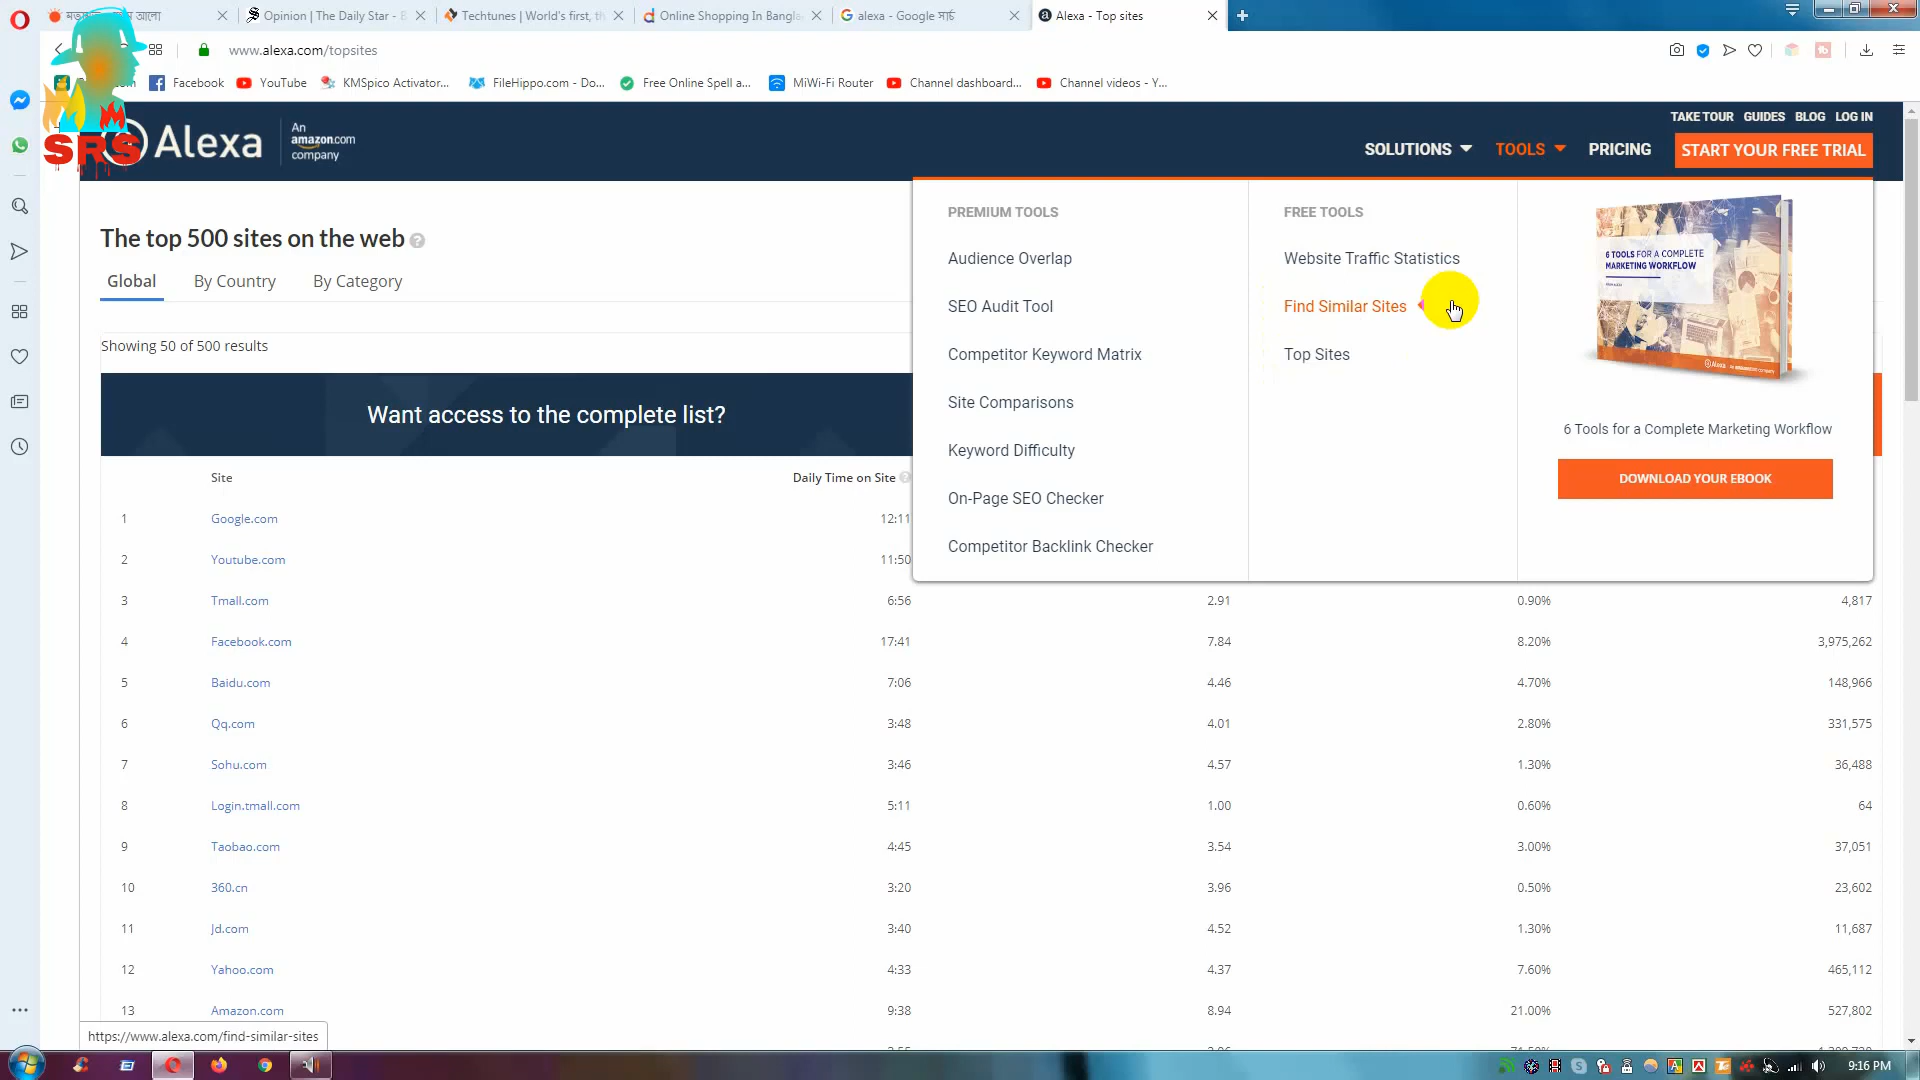 Opinion | The Daily Star - B
Techtunes | World's first, th
Online Shopping In Bangla
alexa - Google সার্চ
Alexa - Top sites
www.alexa.com/topsites
Facebook
YouTube
KMSpico Activator...
FileHippo.com - Do...
Free Online Spell a...
MiWi-Fi Router
Channel dashboard...
Channel videos - Y...
SRS
Alexa
An
amazon.com
company
TAKE TOUR GUIDES BLOG LOG IN
SOLUTIONS TOOLS PRICING START YOUR FREE TRIAL
The top 500 sites on the web
Global By Country By Category
Showing 50 of 500 results
Want access to the complete list?
PREMIUM TOOLS
Audience Overlap
SEO Audit Tool
Competitor Keyword Matrix
Site Comparisons
Keyword Difficulty
On-Page SEO Checker
Competitor Backlink Checker
FREE TOOLS
Website Traffic Statistics
Find Similar Sites
Top Sites
6 TOOLS FOR A COMPLETE
MARKETING WORKFLOW
Alexa
6 Tools for a Complete Marketing Workflow
DOWNLOAD YOUR EBOOK
Site Daily Time on Site
1 Google.com 12:11
2 Youtube.com 11:50
3 Tmall.com 6:56 2.91 0.90% 4,817
4 Facebook.com 17:41 7.84 8.20% 3,975,262
5 Baidu.com 7:06 4.46 4.70% 148,966
6 Qq.com 3:48 4.01 2.80% 331,575
7 Sohu.com 3:46 4.57 1.30% 36,488
8 Login.tmall.com 5:11 1.00 0.60% 64
9 Taobao.com 4:45 3.54 3.00% 37,051
10 360.cn 3:20 3.96 0.50% 23,602
11 Jd.com 3:40 4.52 1.30% 11,687
12 Yahoo.com 4:33 4.37 7.60% 465,112
13 Amazon.com 9:38 8.94 21.00% 527,802
https://www.alexa.com/find-similar-sites
9:16 PM